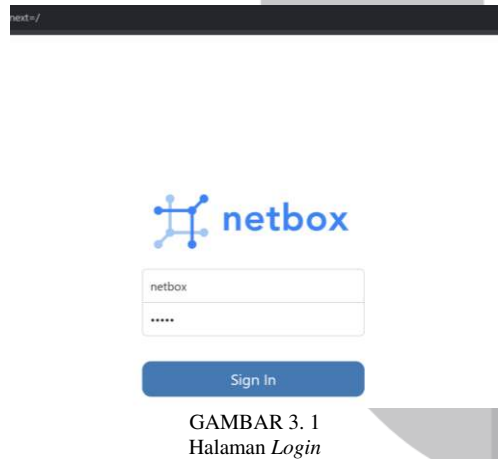 next=/
netbox
netbox
•••••
Sign In
GAMBAR 3. 1
Halaman Login